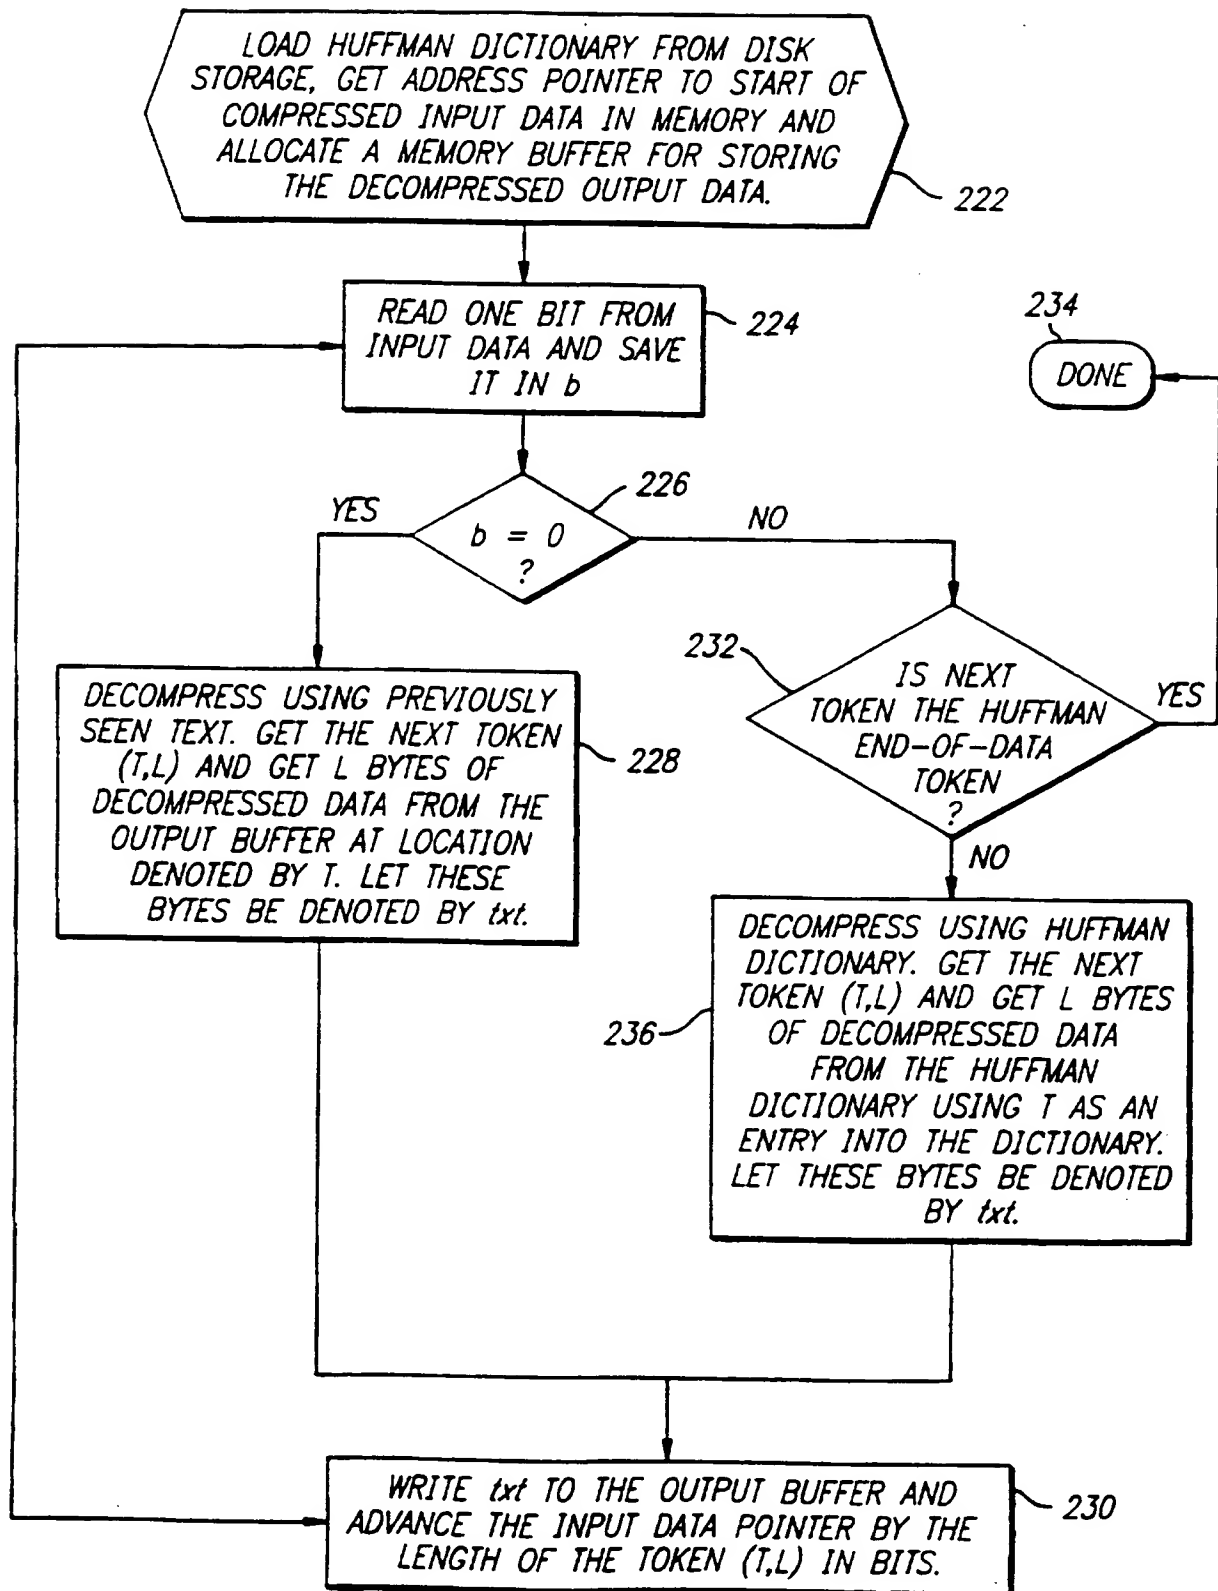 LOAD HUFFMAN DICTIONARY FROM DISK
STORAGE, GET ADDRESS POINTER TO START OF
COMPRESSED INPUT DATA IN MEMORY AND
ALLOCATE A MEMORY BUFFER FOR STORING
THE DECOMPRESSED OUTPUT DATA.
222
READ ONE BIT FROM
INPUT DATA AND SAVE
IT IN b
224
234
DONE
226
YES
b = 0
?
NO
232
IS NEXT
TOKEN THE HUFFMAN
END-OF-DATA
TOKEN
?
YES
NO
DECOMPRESS USING PREVIOUSLY
SEEN TEXT. GET THE NEXT TOKEN
(T,L) AND GET L BYTES OF
DECOMPRESSED DATA FROM THE
OUTPUT BUFFER AT LOCATION
DENOTED BY T. LET THESE
BYTES BE DENOTED BY txt.
228
DECOMPRESS USING HUFFMAN
DICTIONARY. GET THE NEXT
TOKEN (T,L) AND GET L BYTES
OF DECOMPRESSED DATA
FROM THE HUFFMAN
DICTIONARY USING T AS AN
ENTRY INTO THE DICTIONARY.
LET THESE BYTES BE DENOTED
BY txt.
236
WRITE txt TO THE OUTPUT BUFFER AND
ADVANCE THE INPUT DATA POINTER BY THE
LENGTH OF THE TOKEN (T,L) IN BITS.
230